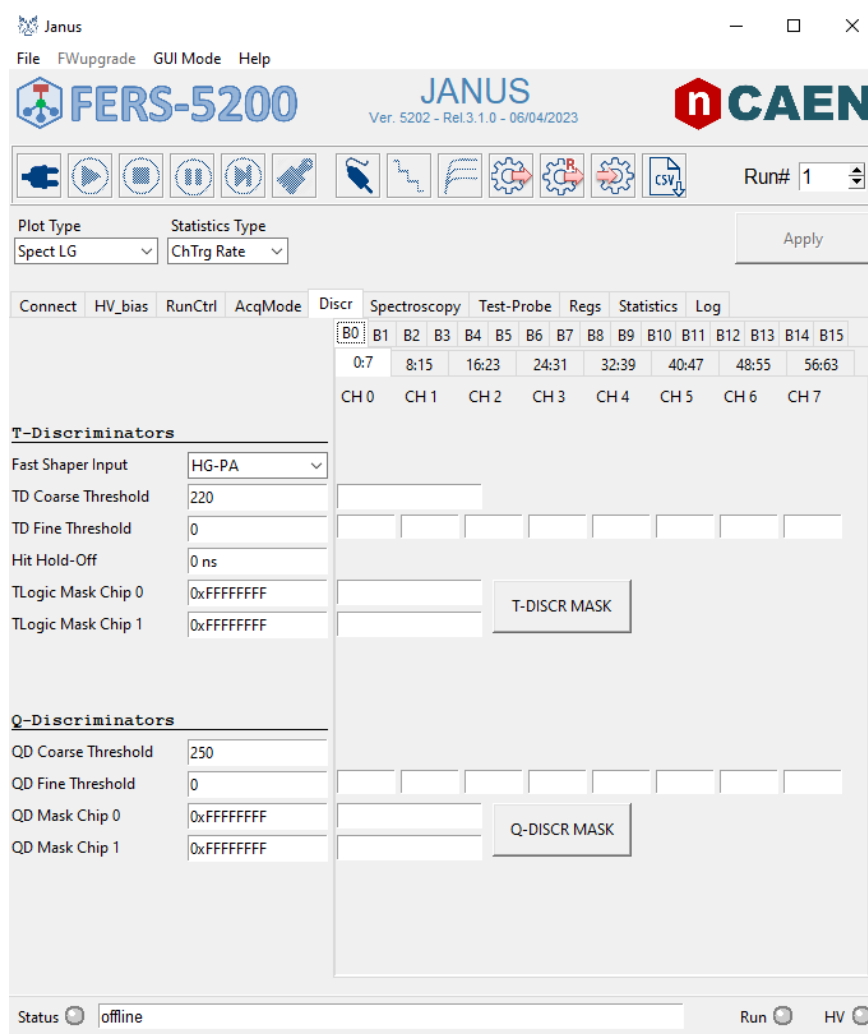 Janus
File FWupgrade GUI Mode Help
FERS-5200
JANUS
Ver. 5202 - Rel.3.1.0 - 06/04/2023
n CAEN
R
CSV
Run# 1
Plot Type Statistics Type
Spect LG ChTrg Rate
Apply
Connect HV_bias RunCtrl AcqMode Discr Spectroscopy Test-Probe Regs Statistics Log
B0 B1 B2 B3 B4 B5 B6 B7 B8 B9 B10 B11 B12 B13 B14 B15
0:7 8:15 16:23 24:31 32:39 40:47 48:55 56:63
CH 0 CH 1 CH 2 CH 3 CH 4 CH 5 CH 6 CH 7
T-Discriminators
Fast Shaper Input HG-PA
TD Coarse Threshold 220
TD Fine Threshold 0
Hit Hold-Off 0 ns
TLogic Mask Chip 0 0xFFFFFFFF
T-DISCR MASK
TLogic Mask Chip 1 0xFFFFFFFF
Q-Discriminators
QD Coarse Threshold 250
QD Fine Threshold 0
QD Mask Chip 0 0xFFFFFFFF
Q-DISCR MASK
QD Mask Chip 1 0xFFFFFFFF
Status offline Run HV